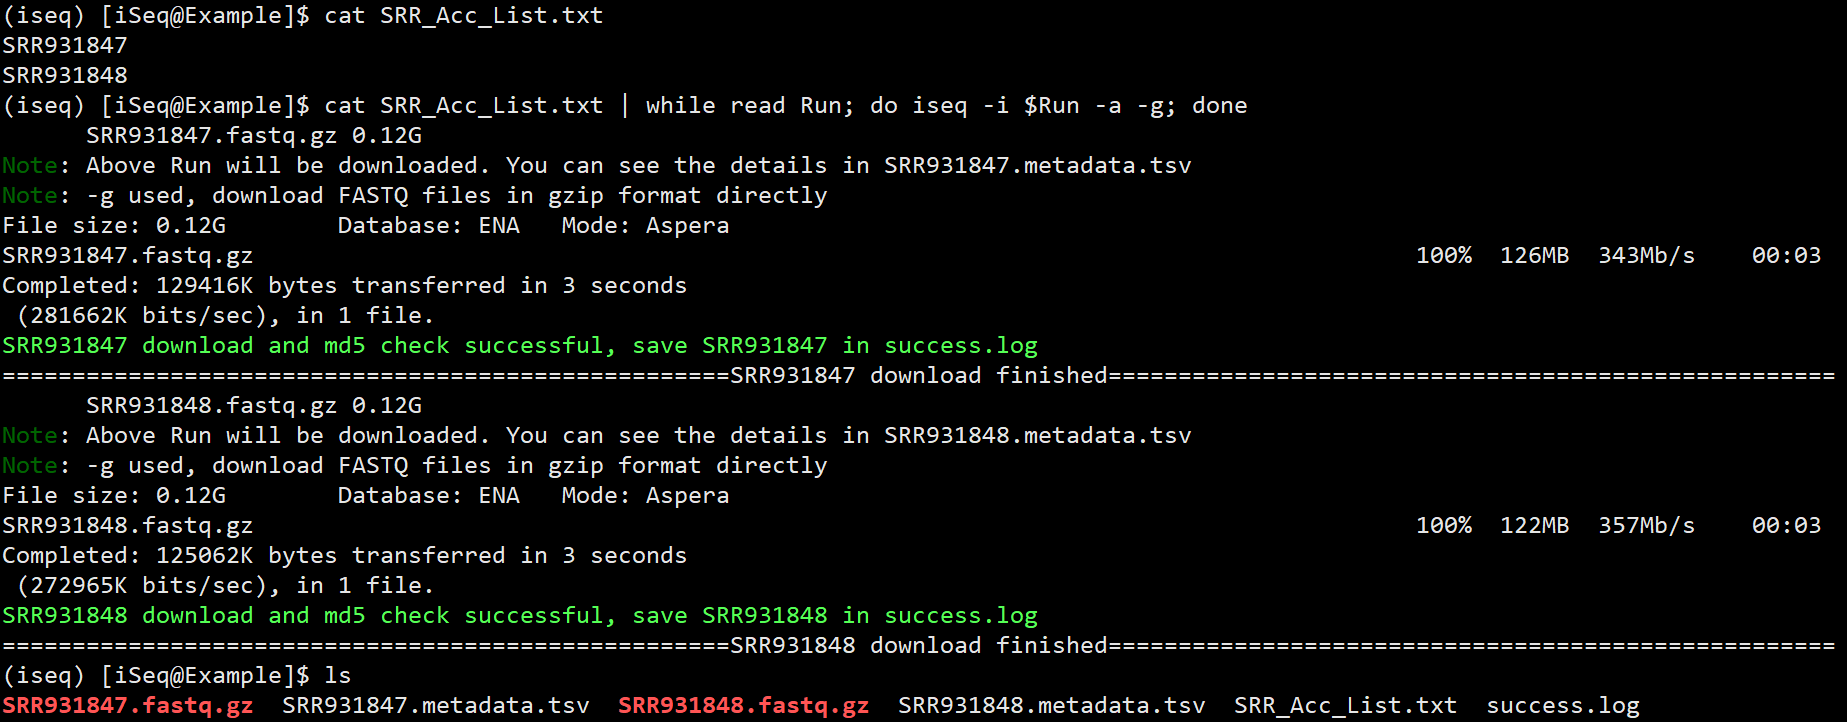 (iseq) [iSeq@Example]$ cat SRR_Acc_List.txt
SRR931847
SRR931848
(iseq) [iSeq@Example]$ cat SRR_Acc_List.txt | while read Run; do iseq -i $Run -a -g; done
      SRR931847.fastq.gz 0.12G
Note: Above Run will be downloaded. You can see the details in SRR931847.metadata.tsv
Note: -g used, download FASTQ files in gzip format directly
File size: 0.12G        Database: ENA   Mode: Aspera
SRR931847.fastq.gz                                                                                   100%  126MB  343Mb/s    00:03
Completed: 129416K bytes transferred in 3 seconds
 (281662K bits/sec), in 1 file.
SRR931847 download and md5 check successful, save SRR931847 in success.log
====================================================SRR931847 download finished====================================================
      SRR931848.fastq.gz 0.12G
Note: Above Run will be downloaded. You can see the details in SRR931848.metadata.tsv
Note: -g used, download FASTQ files in gzip format directly
File size: 0.12G        Database: ENA   Mode: Aspera
SRR931848.fastq.gz                                                                                   100%  122MB  357Mb/s    00:03
Completed: 125062K bytes transferred in 3 seconds
 (272965K bits/sec), in 1 file.
SRR931848 download and md5 check successful, save SRR931848 in success.log
====================================================SRR931848 download finished====================================================
(iseq) [iSeq@Example]$ ls
SRR931847.fastq.gz  SRR931847.metadata.tsv  SRR931848.fastq.gz  SRR931848.metadata.tsv  SRR_Acc_List.txt  success.log